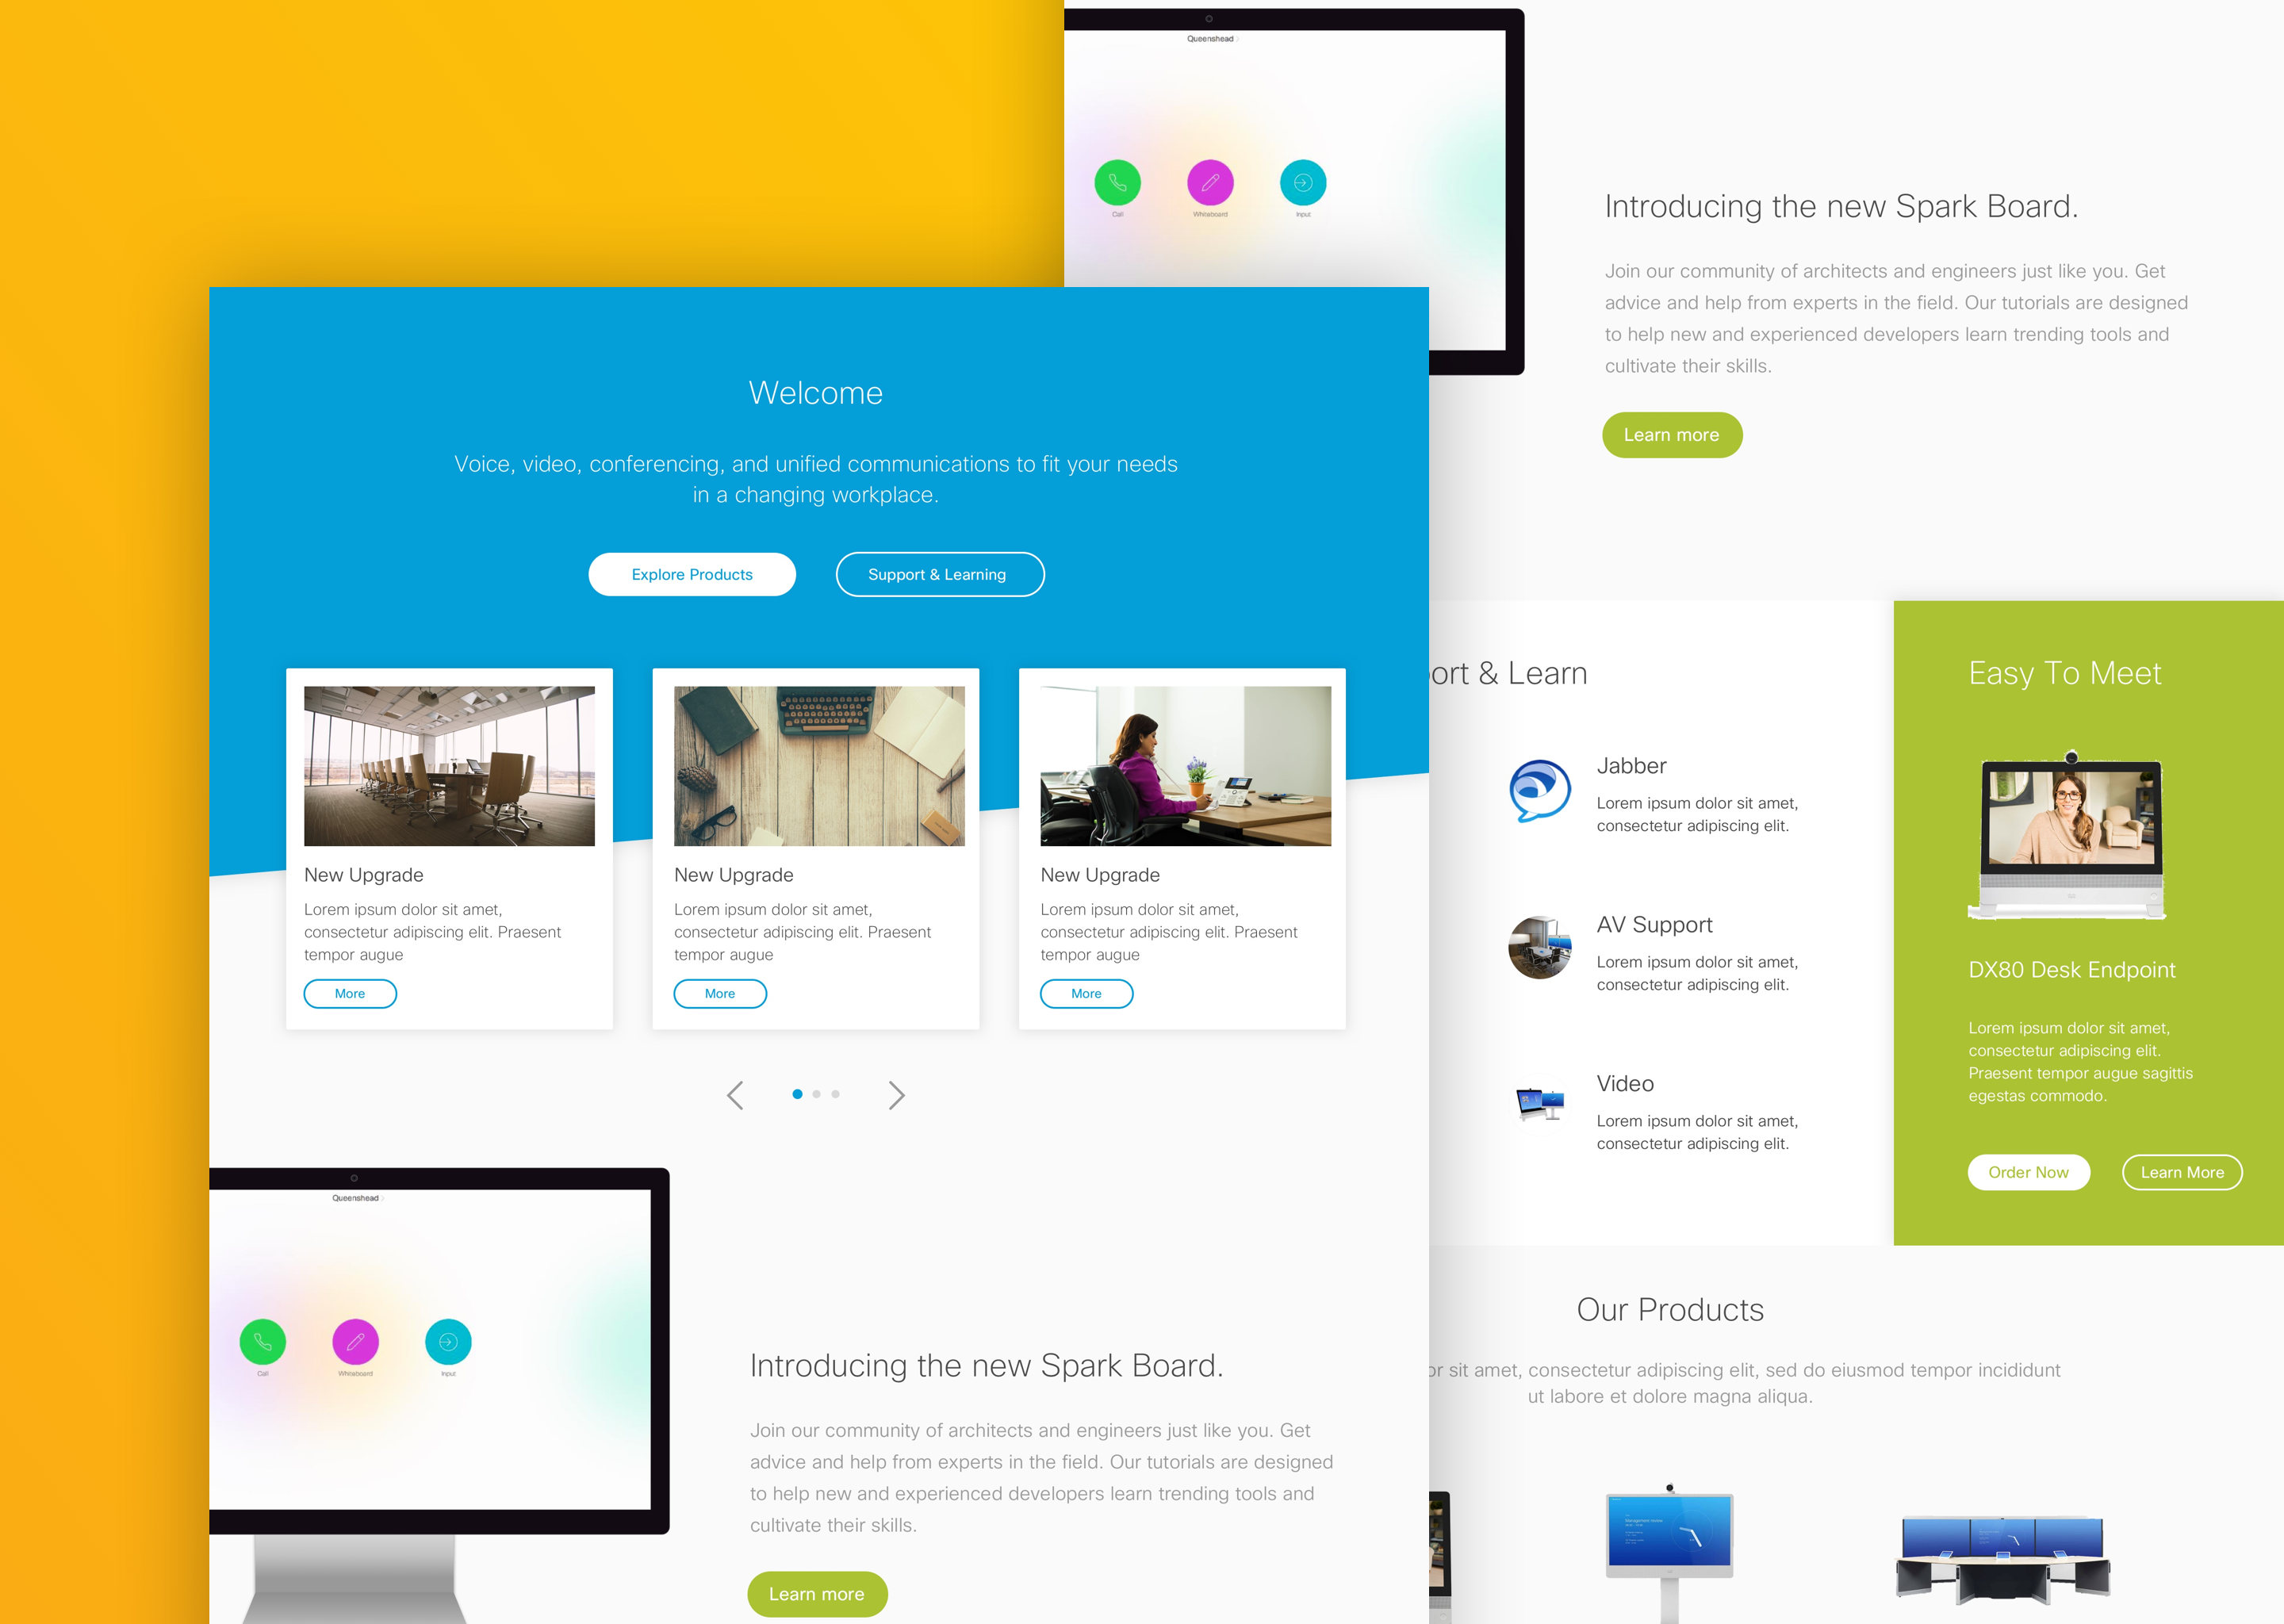 Welcome
Voice, video, conferencing, and unified communications to fit your needs
in a changing workplace.
Explore Products
Support & Learning
New Upgrade
Lorem ipsum dolor sit amet,
consectetur adipiscing elit. Praesent
tempor augue
More
New Upgrade
Lorem ipsum dolor sit amet,
consectetur adipiscing elit. Praesent
tempor augue
More
New Upgrade
Lorem ipsum dolor sit amet,
consectetur adipiscing elit. Praesent
tempor augue
More
Queenshead
Call
Whiteboard
Input
Introducing the new Spark Board.
Join our community of architects and engineers just like you. Get
advice and help from experts in the field. Our tutorials are designed
to help new and experienced developers learn trending tools and
cultivate their skills.
Learn more
Queenshead
Call
Whiteboard
Input
Introducing the new Spark Board.
Join our community of architects and engineers just like you. Get
advice and help from experts in the field. Our tutorials are designed
to help new and experienced developers learn trending tools and
cultivate their skills.
Learn more
ort & Learn
Jabber
Lorem ipsum dolor sit amet,
consectetur adipiscing elit.
AV Support
Lorem ipsum dolor sit amet,
consectetur adipiscing elit.
Video
Lorem ipsum dolor sit amet,
consectetur adipiscing elit.
Easy To Meet
DX80 Desk Endpoint
Lorem ipsum dolor sit amet,
consectetur adipiscing elit.
Praesent tempor augue sagittis
egestas commodo.
Order Now
Learn More
Our Products
or sit amet, consectetur adipiscing elit, sed do eiusmod tempor incididunt
ut labore et dolore magna aliqua.